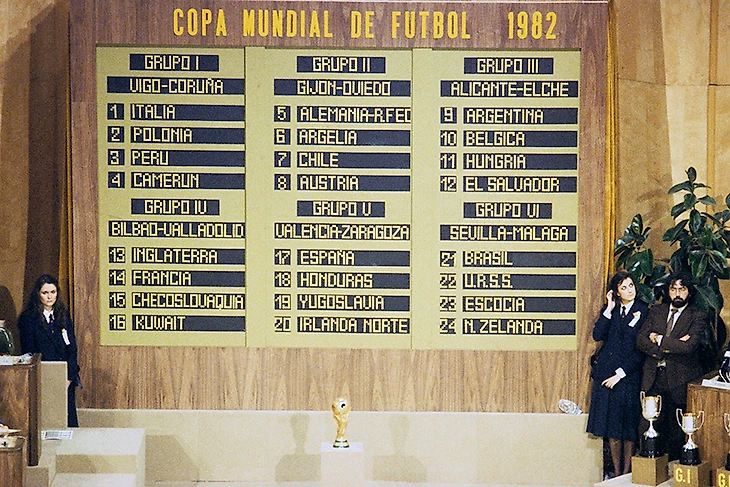 COPA MUNDIAL DE FUTBOL 1982
GRUPO I
VIGO-CORUÑA
1 ITALIA
2 POLONIA
3 PERU
4 CAMERUN
GRUPO II
GIJON-OVIEDO
5 ALEMANIA-R.FED
6 ARGELIA
7 CHILE
8 AUSTRIA
GRUPO III
ALICANTE-ELCHE
9 ARGENTINA
10 BELGICA
11 HUNGRIA
12 EL SALVADOR
GRUPO IV
BILBAO-VALLADOLID
13 INGLATERRA
14 FRANCIA
15 CHECOSLOVAQUIA
16 KUWAIT
GRUPO V
VALENCIA-ZARAGOZA
17 ESPAÑA
18 HONDURAS
19 YUGOSLAVIA
20 IRLANDA NORTE
GRUPO VI
SEVILLA-MALAGA
21 BRASIL
22 U.R.S.S.
23 ESCOCIA
24 N.ZELANDA
G.I
G